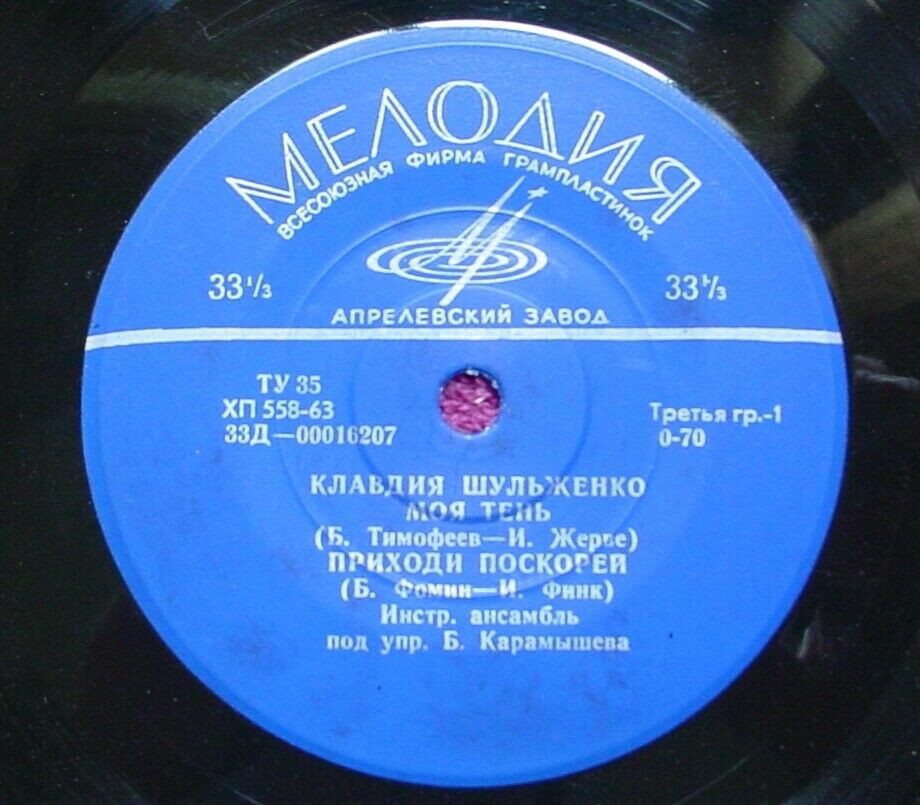 МЕЛОДИЯ
ВСЕСОЮЗНАЯ ФИРМА ГРАМПЛАСТИНОК
33⅓ 33⅓
АПРЕЛЕВСКИЙ ЗАВОД
ТУ 35
ХП 558-63 Третья гр.-1
33Д—00016207 0-70
КЛАВДИЯ ШУЛЬЖЕНКО
МОЯ ТЕНЬ
(Б. Тимофеев—И. Жерве)
ПРИХОДИ ПОСКОРЕЙ
(Б. Фомин—И. Финк)
Инстр. ансамбль
под упр. Б. Карамышева